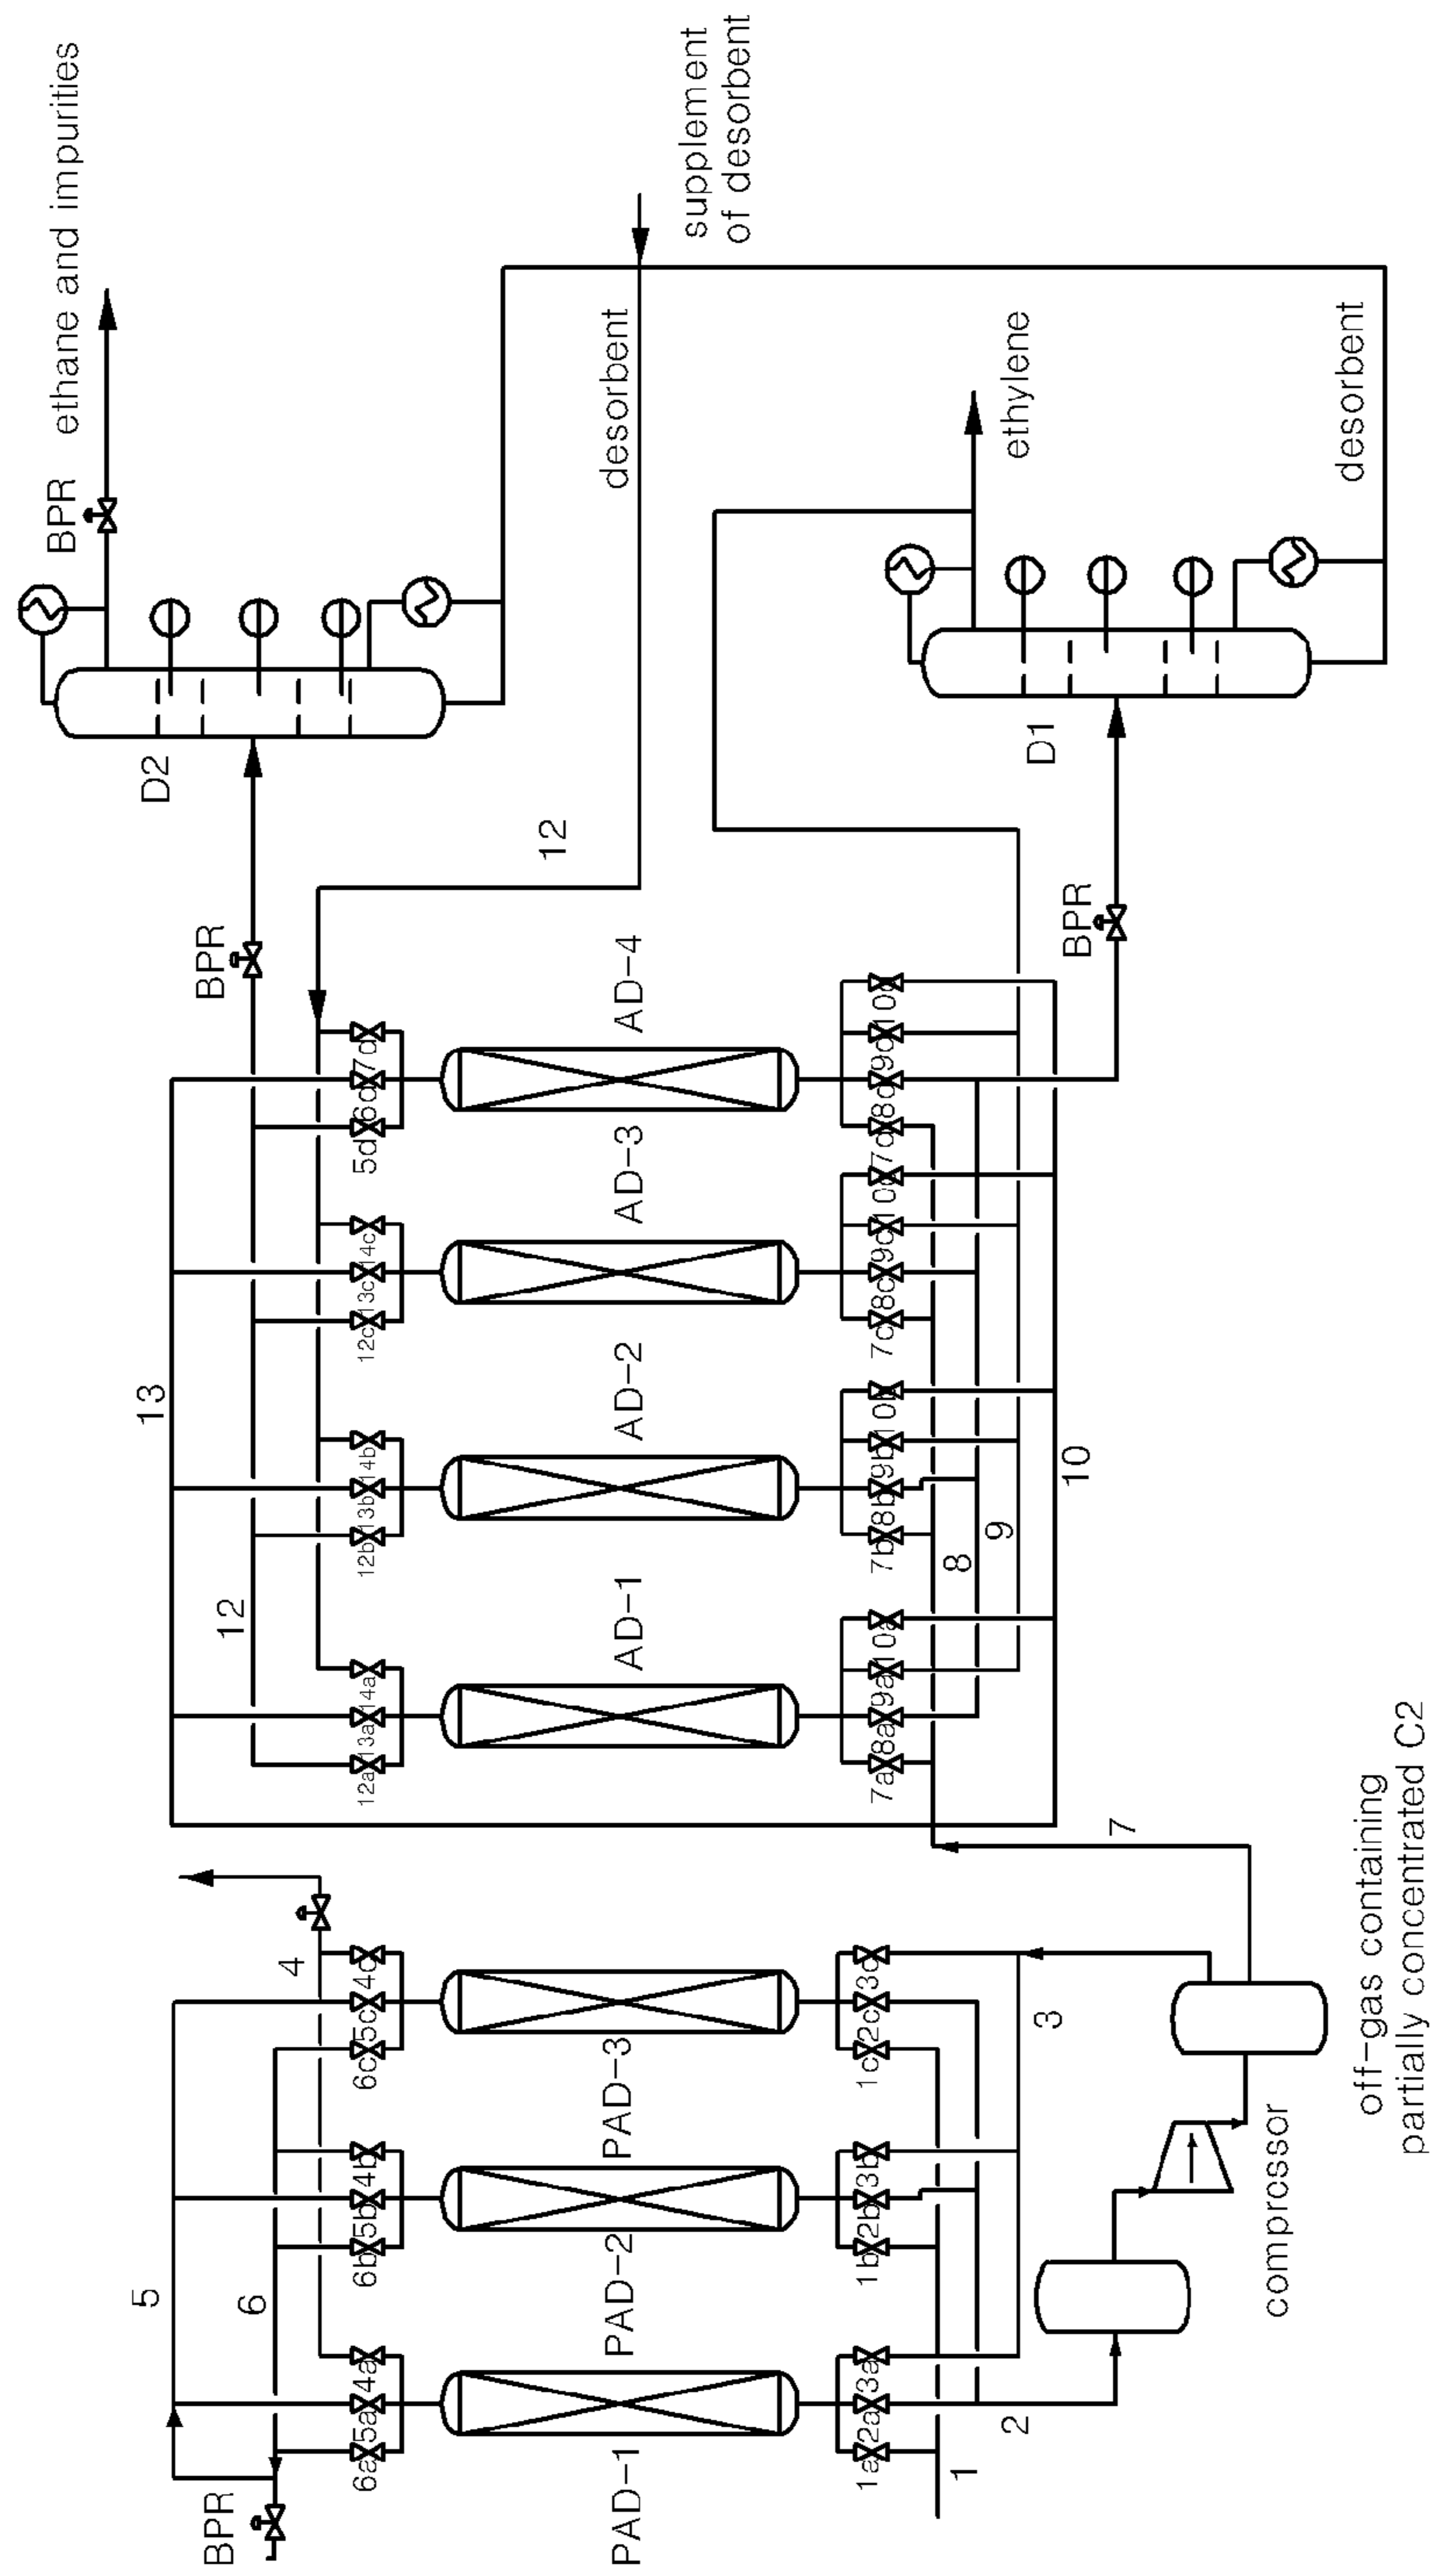 ethane and impurities
BPR
D2
supplement
of desorbent
desorbent
12
BPR
ethylene
desorbent
D1
BPR
13
12
5d
6d
7d
12c
13c
14c
12b
13b
14b
12a
13a
14a
AD-4
AD-3
AD-2
AD-1
7d
8d
9d
7c
8c
9c
7b
8b
9b
7a
8a
9a
10a
8
9
10
7
4
5
6
BPR
6c
5c
4c
6b
5b
4b
6a
5a
4a
PAD-3
PAD-2
PAD-1
1c
2c
3c
1b
2b
3b
1a
2a
3a
1
2
3
comprossor
off-gas containing
partially concentrated C2